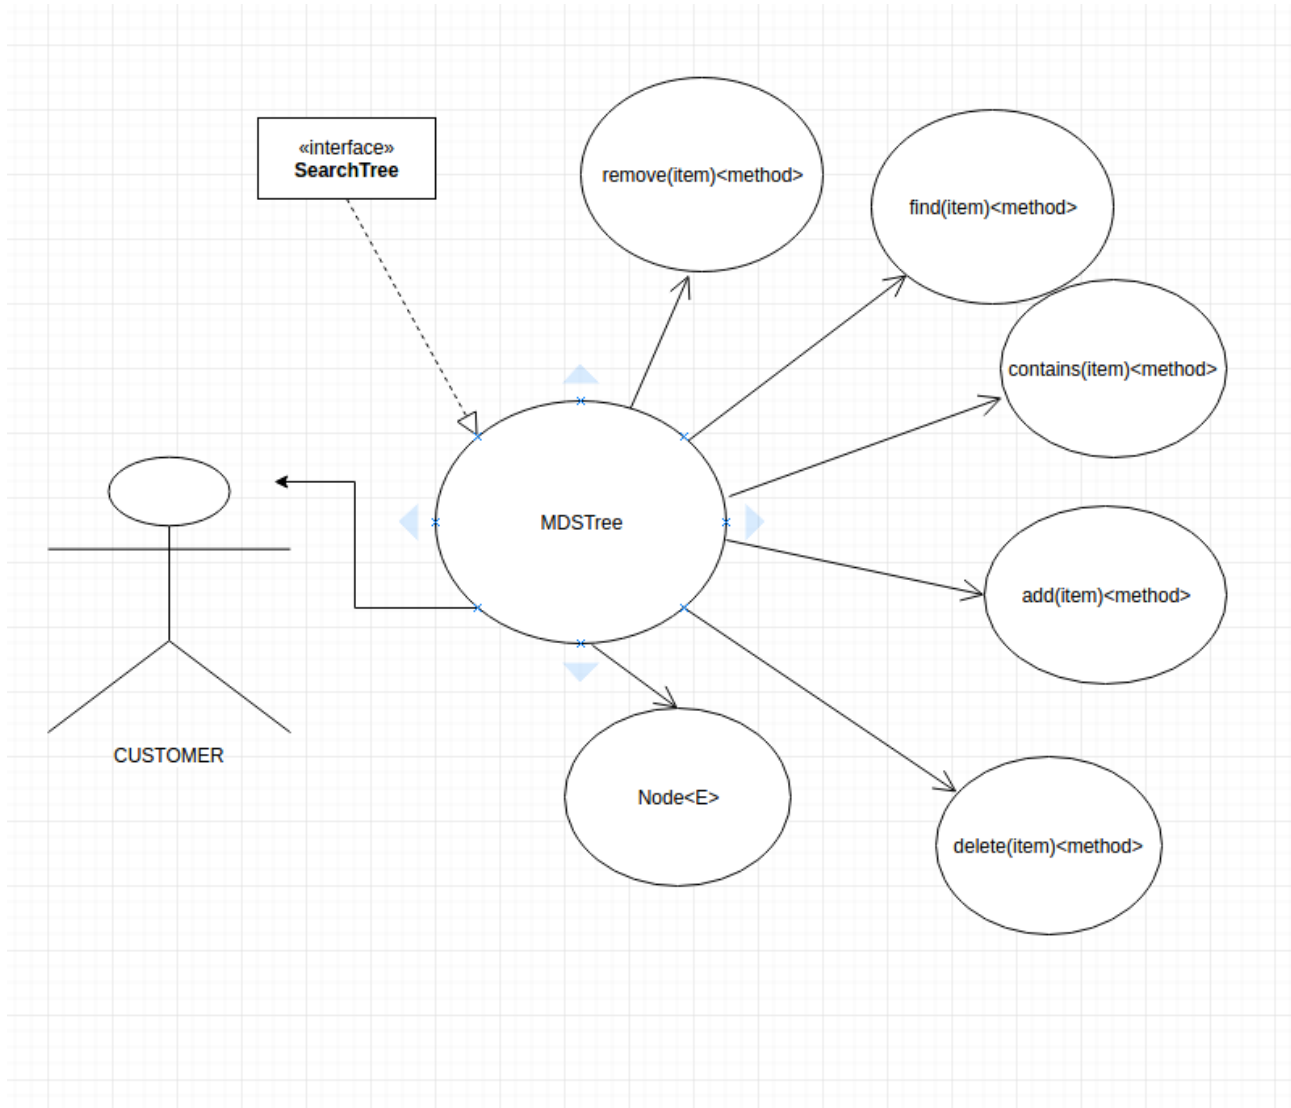 «interface»
SearchTree
remove(item)<method>
find(item)<method>
contains(item)<method>
MDSTree
add(item)<method>
CUSTOMER
Node<E>
delete(item)<method>